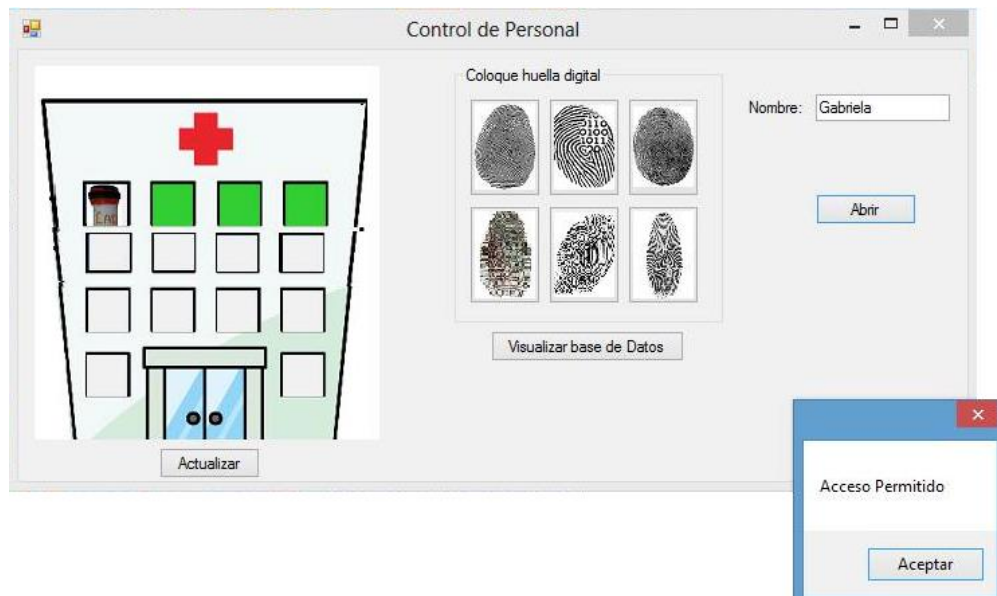 Control de Personal
Coloque huella digital
Nombre: Gabriela
Abrir
Visualizar base de Datos
Actualizar
Acceso Permitido
Aceptar